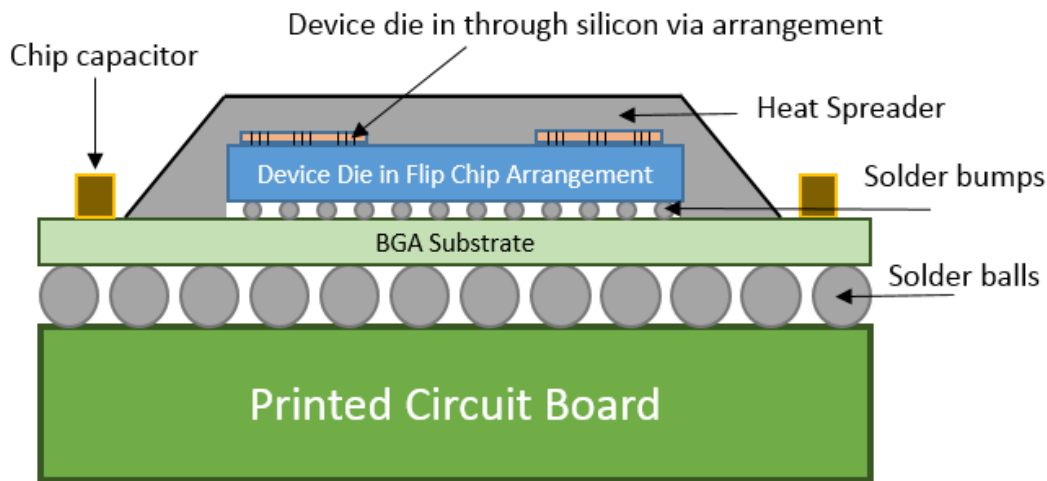 Device die in through silicon via arrangement
Chip capacitor
Heat Spreader
Device Die in Flip Chip Arrangement
Solder bumps
BGA Substrate
Solder balls
Printed Circuit Board